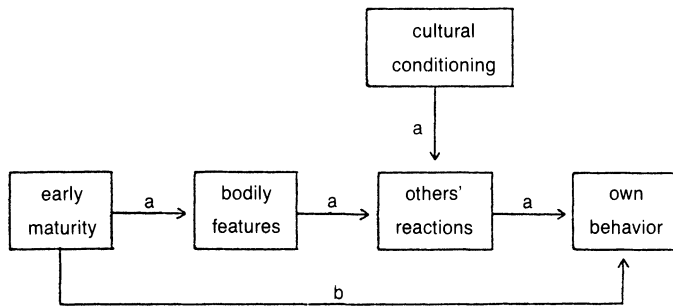 cultural
conditioning
a
early
maturity
a
bodily
features
a
others'
reactions
a
own
behavior
b